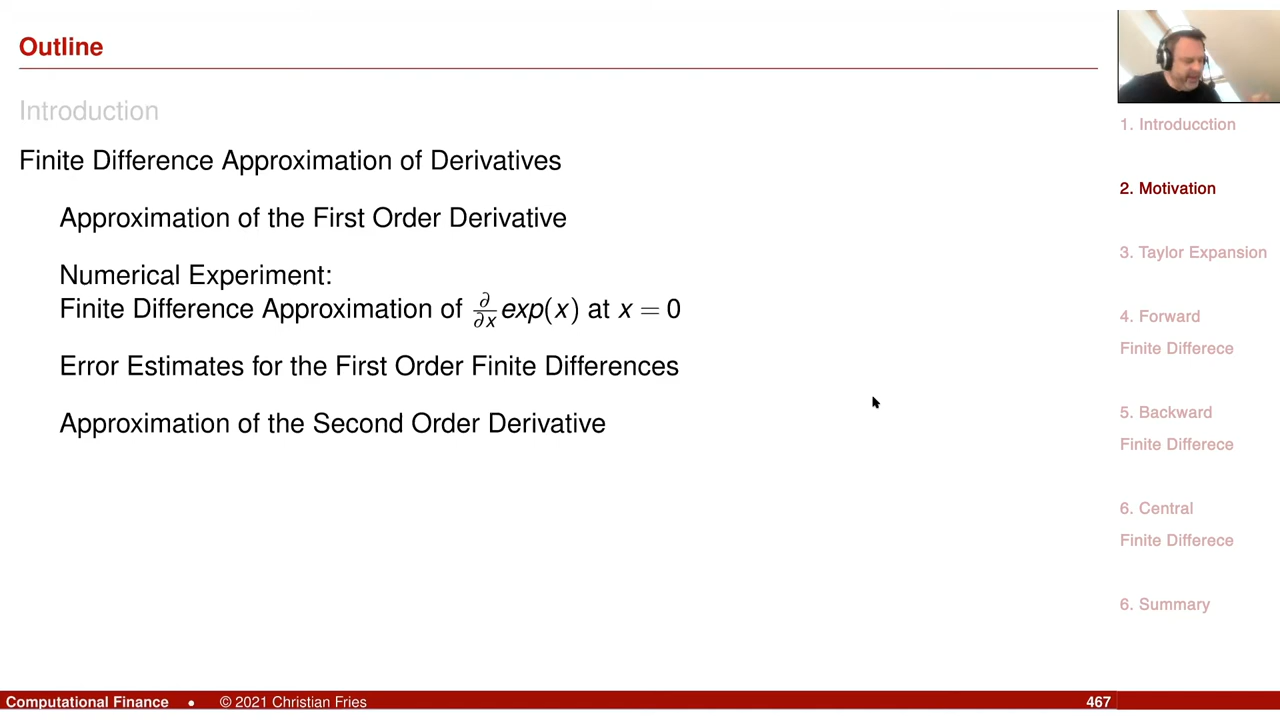 Outline
Introduction
Finite Difference Approximation of Derivatives
Approximation of the First Order Derivative
Numerical Experiment:
Finite Difference Approximation of ∂/∂x exp(x) at x = 0
Error Estimates for the First Order Finite Differences
Approximation of the Second Order Derivative
1. Introducction
2. Motivation
3. Taylor Expansion
4. Forward
Finite Differece
5. Backward
Finite Differece
6. Central
Finite Differece
6. Summary
Computational Finance • © 2021 Christian Fries 467